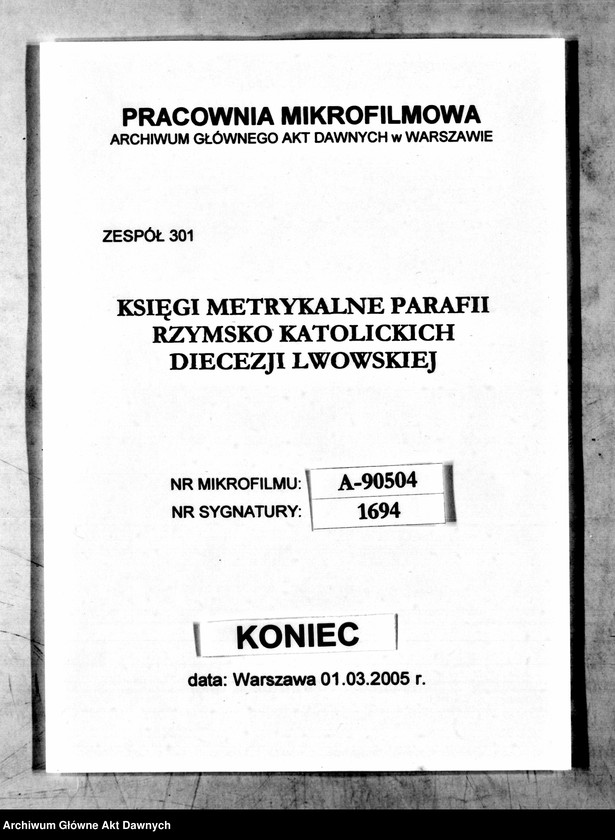 PRACOWNIA MIKROFILMOWA
ARCHIWUM GŁÓWNEGO AKT DAWNYCH w WARSZAWIE
ZESPÓŁ 301
KSIĘGI METRYKALNE PARAFII
RZYMSKO KATOLICKICH
DIECEZJI LWOWSKIEJ
NR MIKROFILMU: A-90504
NR SYGNATURY: 1694
KONIEC
data: Warszawa 01.03.2005 r.
Archiwum Główne Akt Dawnych